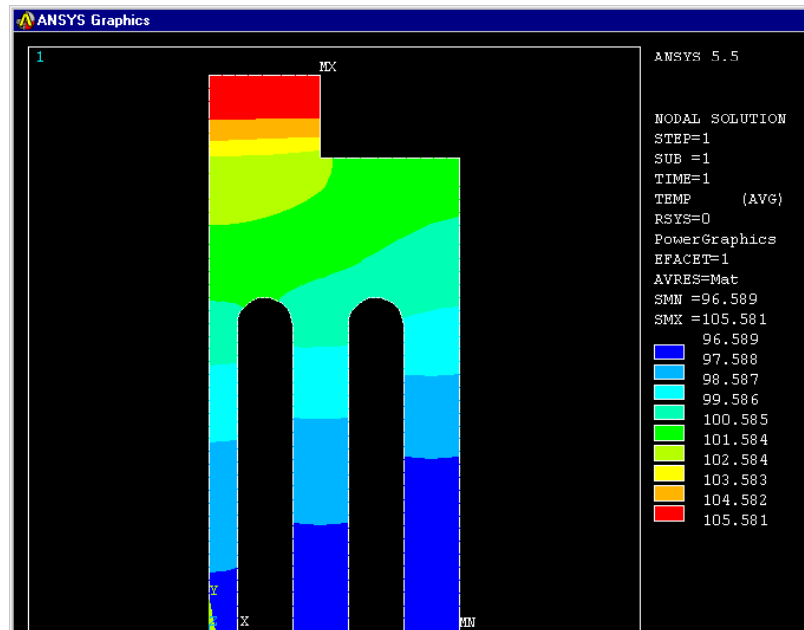 ANSYS Graphics
1
MX
ANSYS 5.5
NODAL SOLUTION
STEP=1
SUB =1
TIME=1
TEMP (AVG)
RSYS=0
PowerGraphics
EFACET=1
AVRES=Mat
SMN =96.589
SMX =105.581
96.589
97.588
98.587
99.586
100.585
101.584
102.584
103.583
104.582
105.581
Y
X
MN